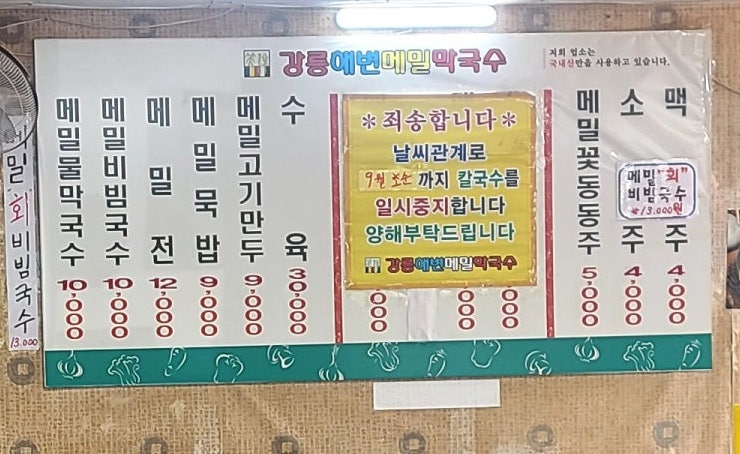 강릉해변메밀막국수
저희 업소는
국내산만을 사용하고 있습니다.
메밀물막국수 10,000
메밀비빔국수 10,000
메밀전 12,000
메밀묵밥 9,000
메밀고기만두 9,000
수육 30,000
*죄송합니다*
날씨관계로
9월 초순 까지 칼국수를
일시중지합니다
양해부탁드립니다
강릉해변메밀막국수
메밀꽃동동주 5,000
소주 4,000
맥주 4,000
메밀"회"
비빔국수
₩13.000원
메밀회비빔국수
13.000